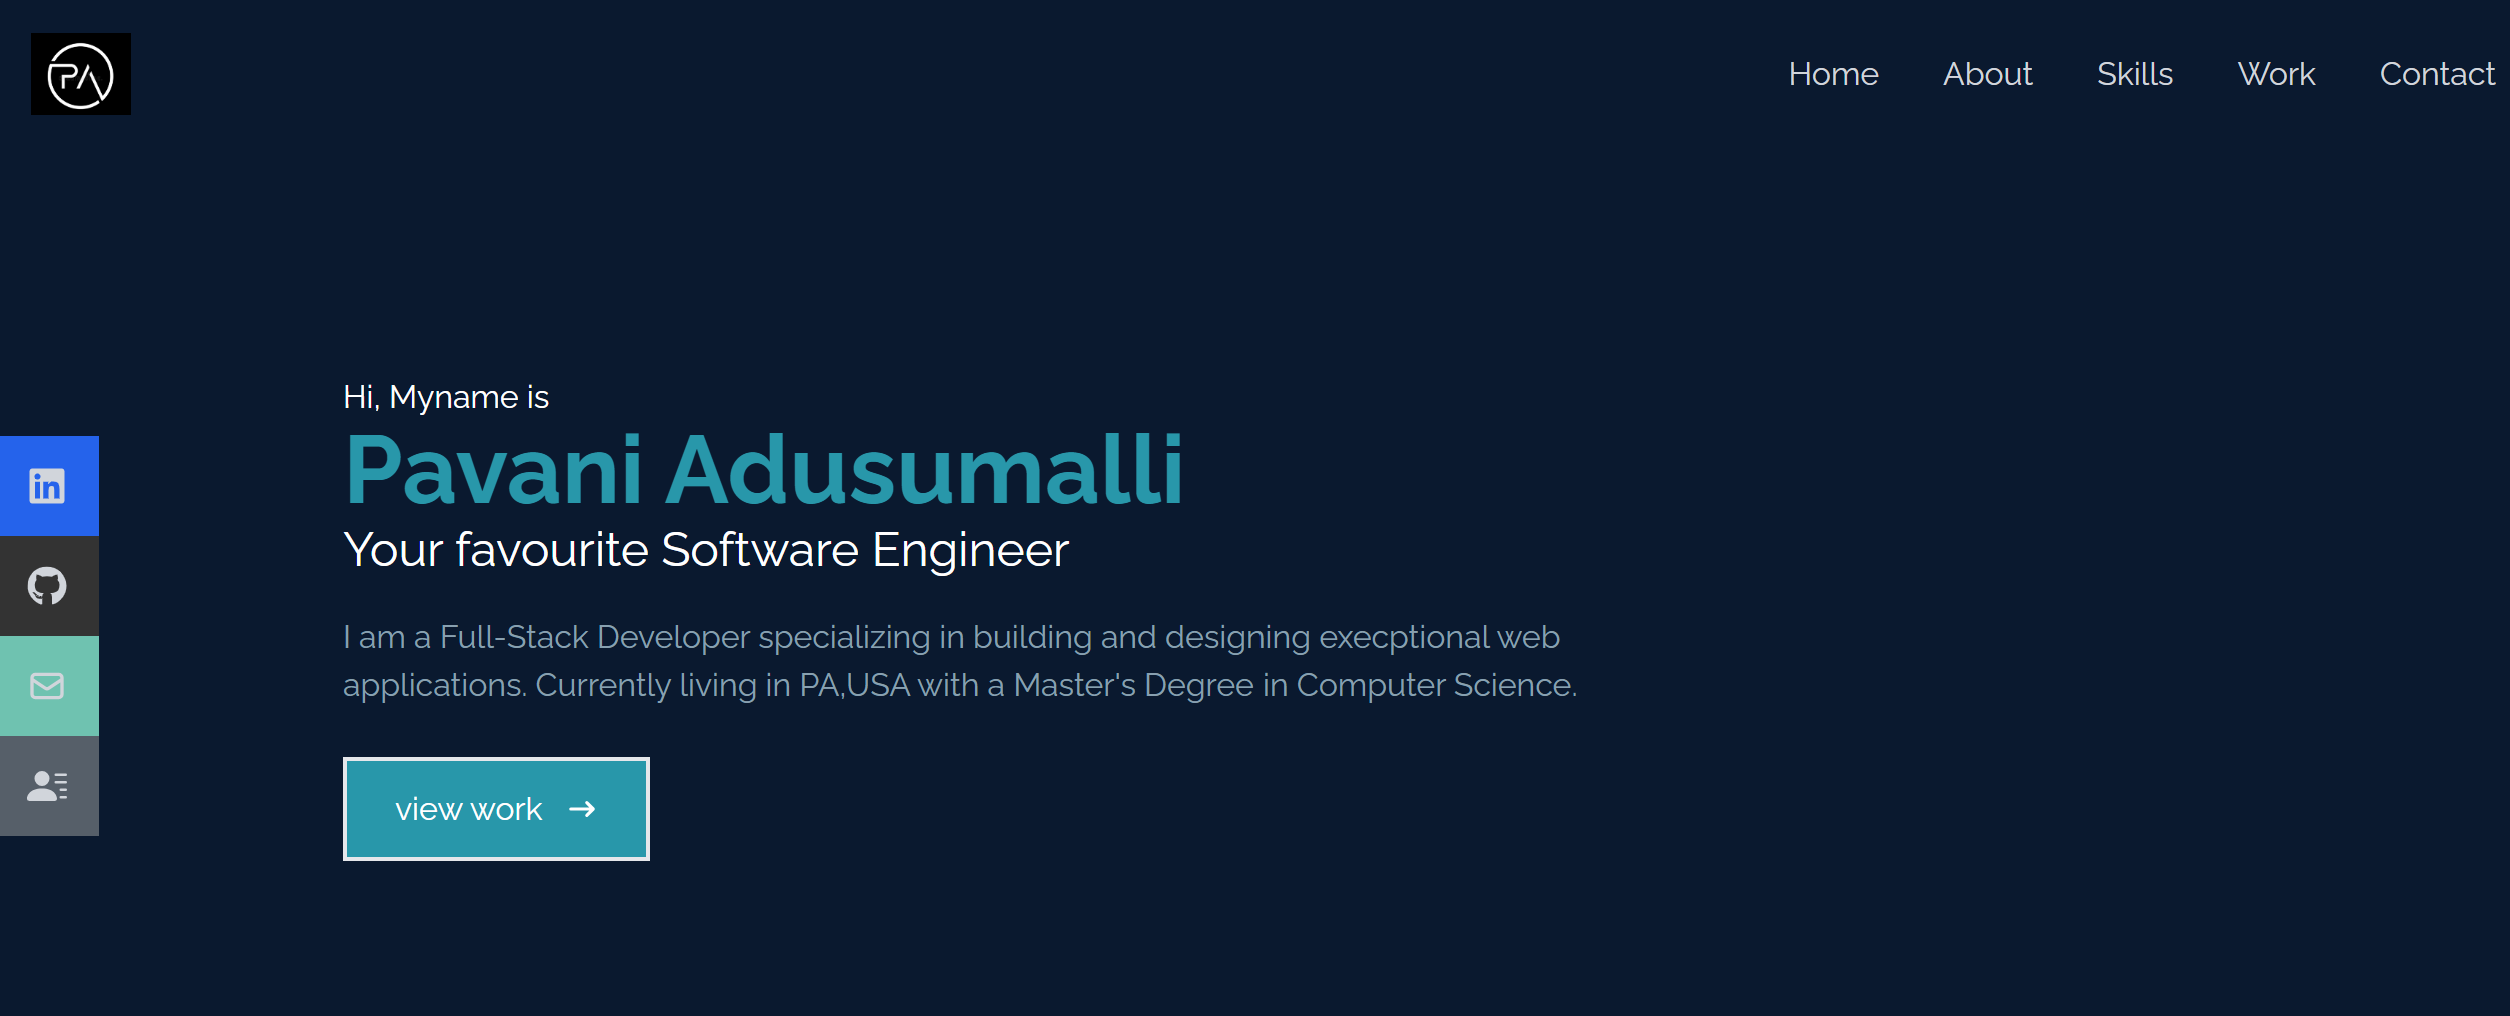 PA
Home About Skills Work Contact
Hi, Myname is
Pavani Adusumalli
Your favourite Software Engineer
in
I am a Full-Stack Developer specializing in building and designing execptional web
applications. Currently living in PA,USA with a Master's Degree in Computer Science.
view work